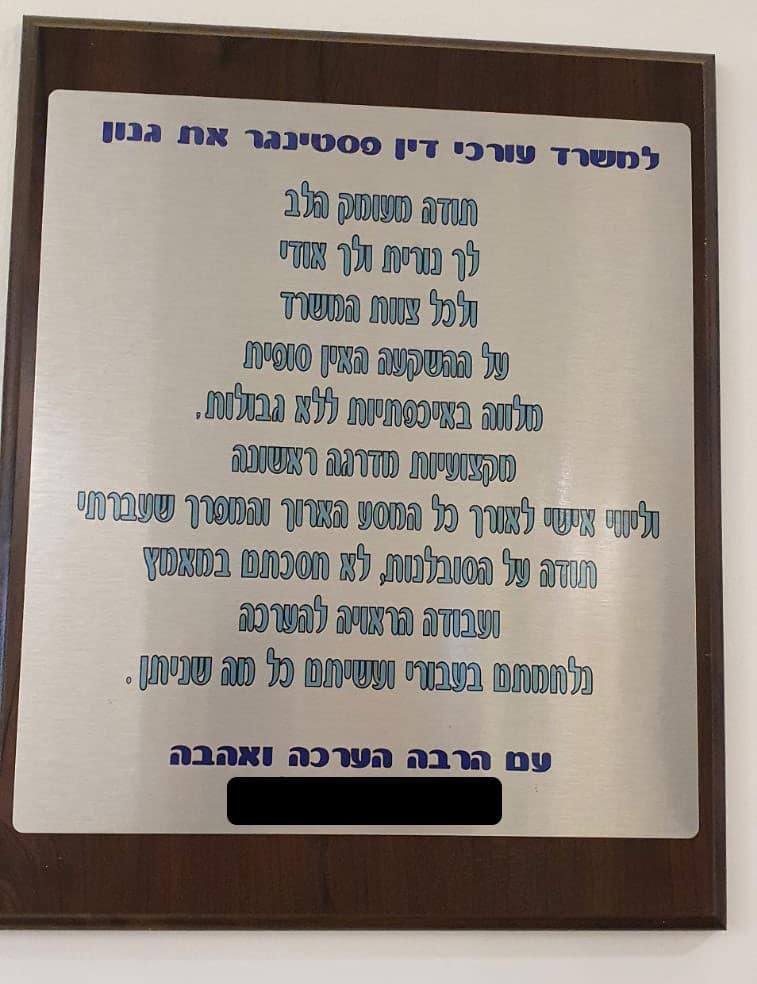 למשרד עורכי דין פסטינגר את גנון
תודה מעומק הלב
לך נורית ולך אודי
ולכל צוות המשרד
על ההשקעה האין סופית
מלווה באיכפתיות ללא גבולות,
מקצועיות מדרגה ראשונה
וליווי אישי לאורך כל המסע הארוך והמפרך שעברתי
תודה על הסובלנות, לא חסכתם במאמץ
ועבודה הראויה להערכה
נלחמתם בעבורי ועשיתם כל מה שניתן.
עם הרבה הערכה ואהבה